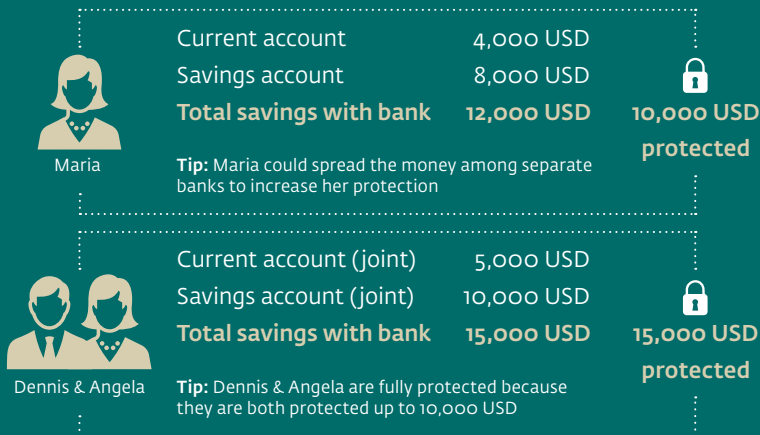 Current account 4,000 USD
Savings account 8,000 USD
Total savings with bank 12,000 USD 10,000 USD
protected
Maria
Tip: Maria could spread the money among separate
banks to increase her protection
Current account (joint) 5,000 USD
Savings account (joint) 10,000 USD
Total savings with bank 15,000 USD 15,000 USD
protected
Dennis & Angela
Tip: Dennis & Angela are fully protected because
they are both protected up to 10,000 USD